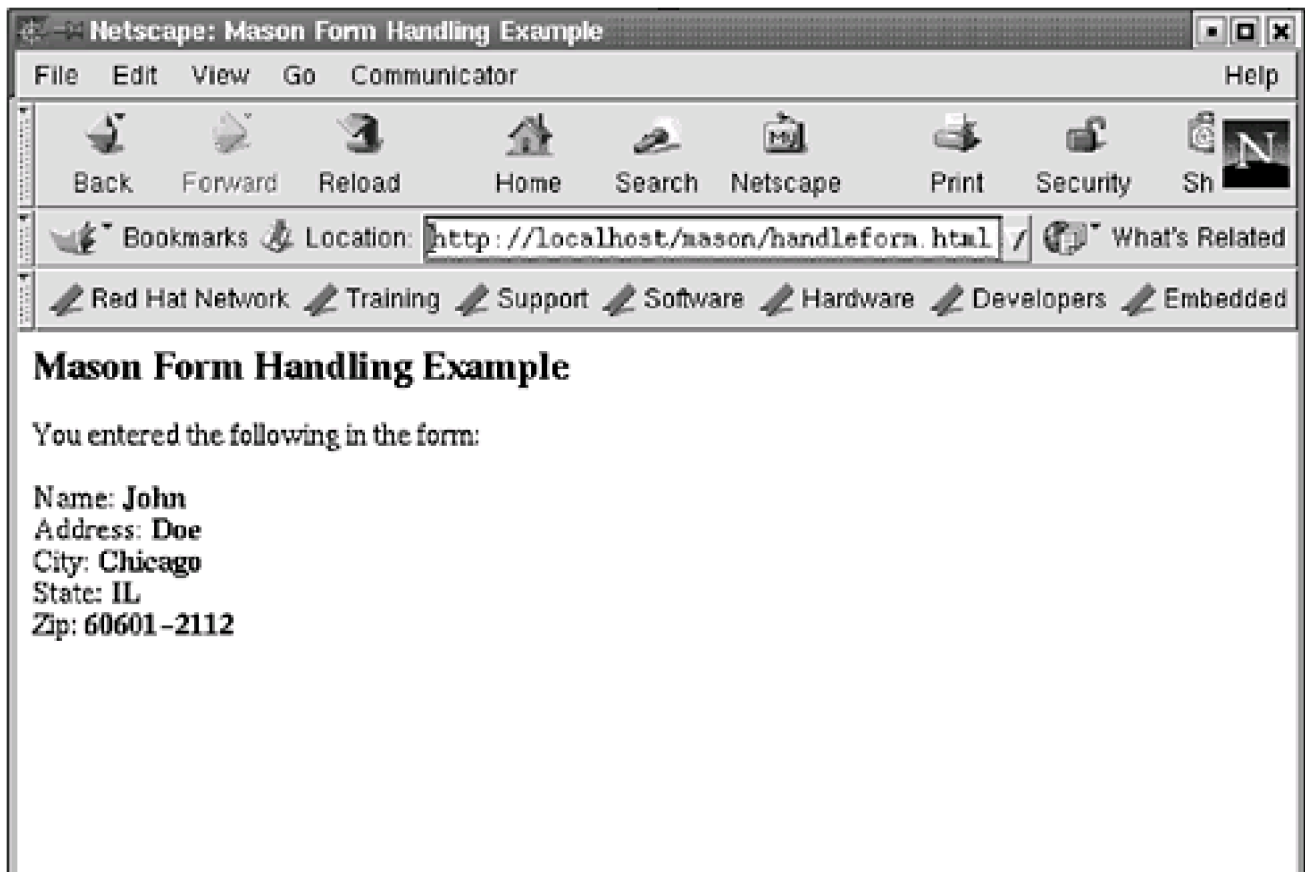 Netscape: Mason Form Handling Example
File Edit View Go Communicator Help
Back Forward Reload Home Search Netscape Print Security Sh N
My
Bookmarks Location: http://localhost/mason/handleform.html What's Related
Red Hat Network Training Support Software Hardware Developers Embedded
Mason Form Handling Example
You entered the following in the form:
Name: John
Address: Doe
City: Chicago
State: IL
Zip: 60601-2112